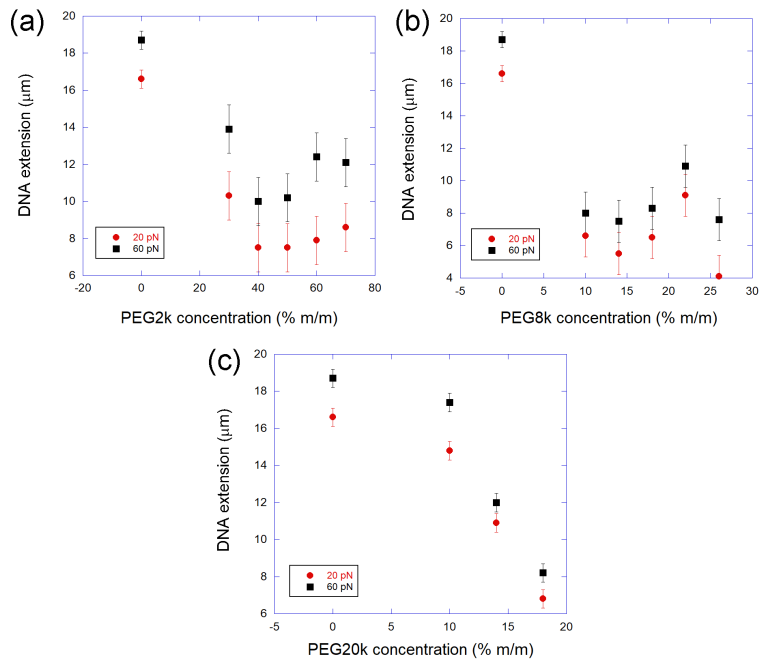 (a)
20
18
16
14
12
10
8
6
DNA extension (μm)
20 pN
60 pN
-20 0 20 40 60 80
PEG2k concentration (% m/m)
(b)
20
18
16
14
12
10
8
6
4
DNA extension (μm)
20 pN
60 pN
-5 0 5 10 15 20 25 30
PEG8k concentration (% m/m)
(c)
20
18
16
14
12
10
8
6
DNA extension (μm)
20 pN
60 pN
-5 0 5 10 15 20
PEG20k concentration (% m/m)